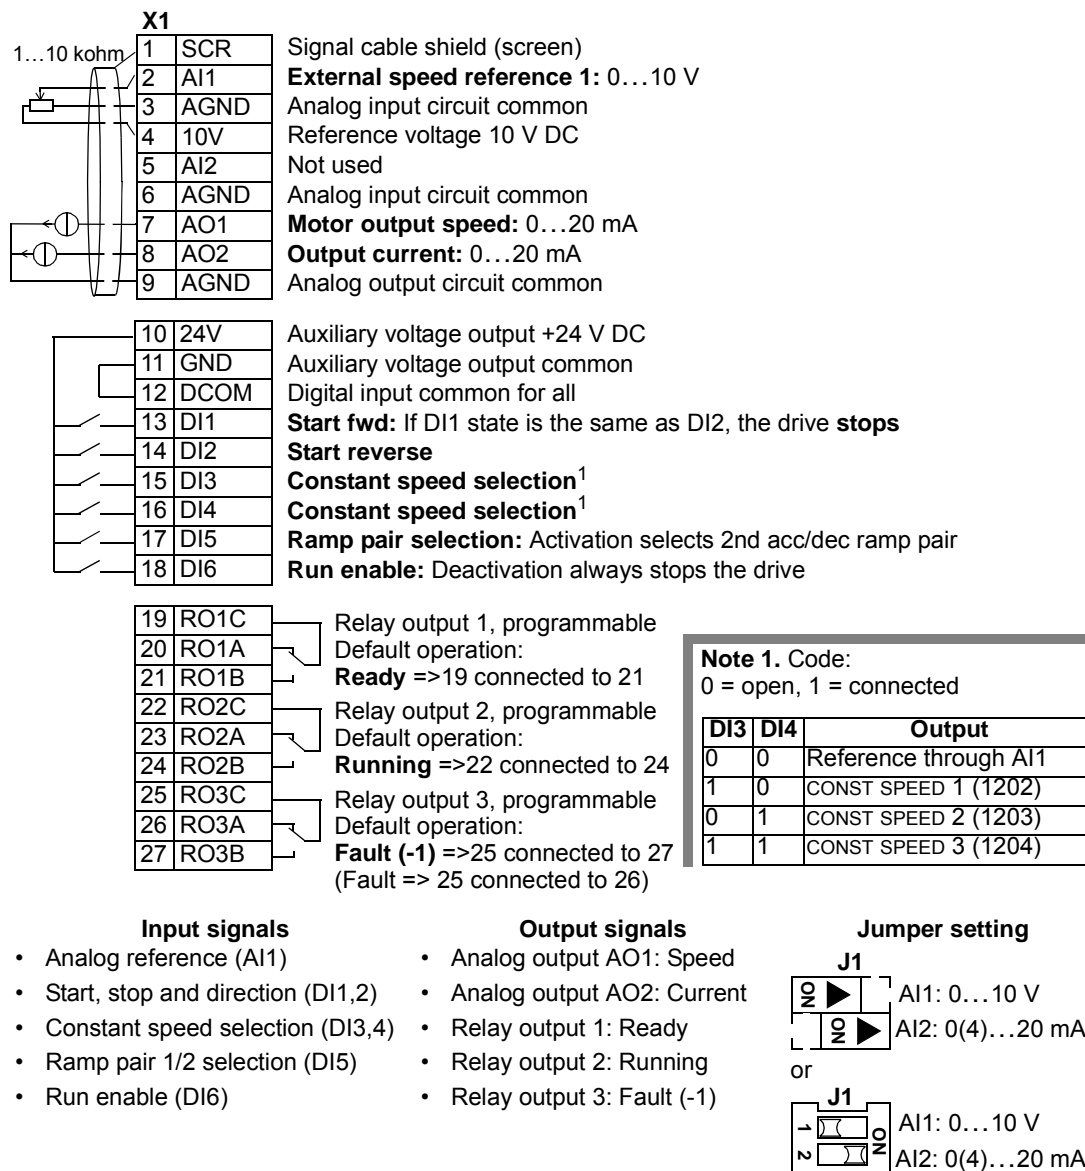 X1
1…10 kohm
1 SCR Signal cable shield (screen)
2 AI1 External speed reference 1: 0…10 V
3 AGND Analog input circuit common
4 10V Reference voltage 10 V DC
5 AI2 Not used
6 AGND Analog input circuit common
7 AO1 Motor output speed: 0…20 mA
8 AO2 Output current: 0…20 mA
9 AGND Analog output circuit common
10 24V Auxiliary voltage output +24 V DC
11 GND Auxiliary voltage output common
12 DCOM Digital input common for all
13 DI1 Start fwd: If DI1 state is the same as DI2, the drive stops
14 DI2 Start reverse
15 DI3 Constant speed selection1
16 DI4 Constant speed selection1
17 DI5 Ramp pair selection: Activation selects 2nd acc/dec ramp pair
18 DI6 Run enable: Deactivation always stops the drive
19 RO1C Relay output 1, programmable
20 RO1A Default operation:
21 RO1B Ready =>19 connected to 21
22 RO2C Relay output 2, programmable
23 RO2A Default operation:
24 RO2B Running =>22 connected to 24
25 RO3C Relay output 3, programmable
26 RO3A Default operation:
27 RO3B Fault (-1) =>25 connected to 27
(Fault => 25 connected to 26)
Note 1. Code:
0 = open, 1 = connected
DI3 DI4 Output
0 0 Reference through AI1
1 0 CONST SPEED 1 (1202)
0 1 CONST SPEED 2 (1203)
1 1 CONST SPEED 3 (1204)
Input signals
• Analog reference (AI1)
• Start, stop and direction (DI1,2)
• Constant speed selection (DI3,4)
• Ramp pair 1/2 selection (DI5)
• Run enable (DI6)
Output signals
• Analog output AO1: Speed
• Analog output AO2: Current
• Relay output 1: Ready
• Relay output 2: Running
• Relay output 3: Fault (-1)
Jumper setting
J1
ON AI1: 0…10 V
ON AI2: 0(4)…20 mA
or
J1
1 ON AI1: 0…10 V
2 AI2: 0(4)…20 mA